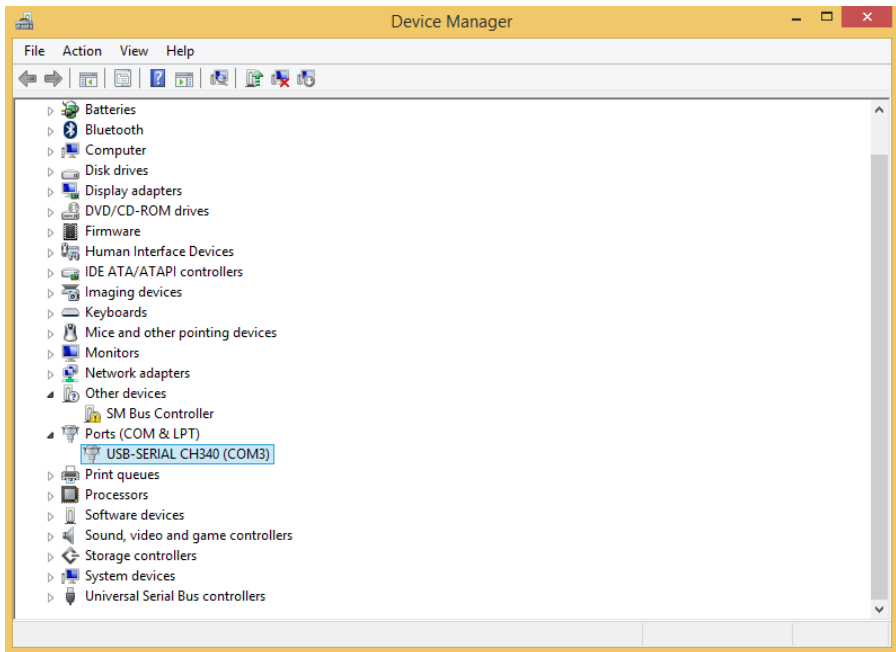 Device Manager
File Action View Help
Batteries
Bluetooth
Computer
Disk drives
Display adapters
DVD/CD-ROM drives
Firmware
Human Interface Devices
IDE ATA/ATAPI controllers
Imaging devices
Keyboards
Mice and other pointing devices
Monitors
Network adapters
Other devices
SM Bus Controller
Ports (COM & LPT)
USB-SERIAL CH340 (COM3)
Print queues
Processors
Software devices
Sound, video and game controllers
Storage controllers
System devices
Universal Serial Bus controllers